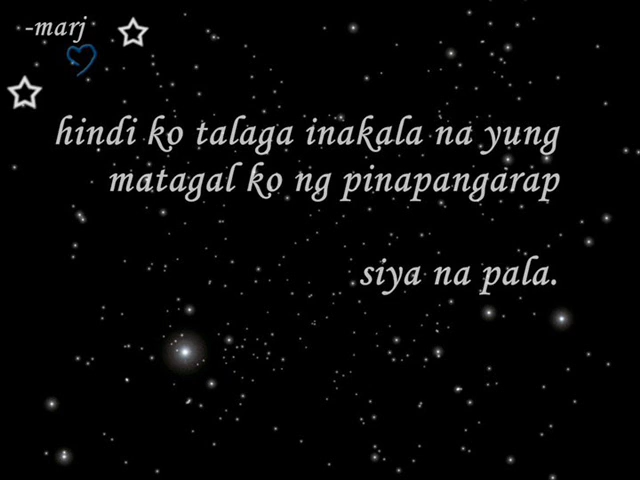 -marj
hindi ko talaga inakala na yung
matagal ko ng pinapangarap
siya na pala.